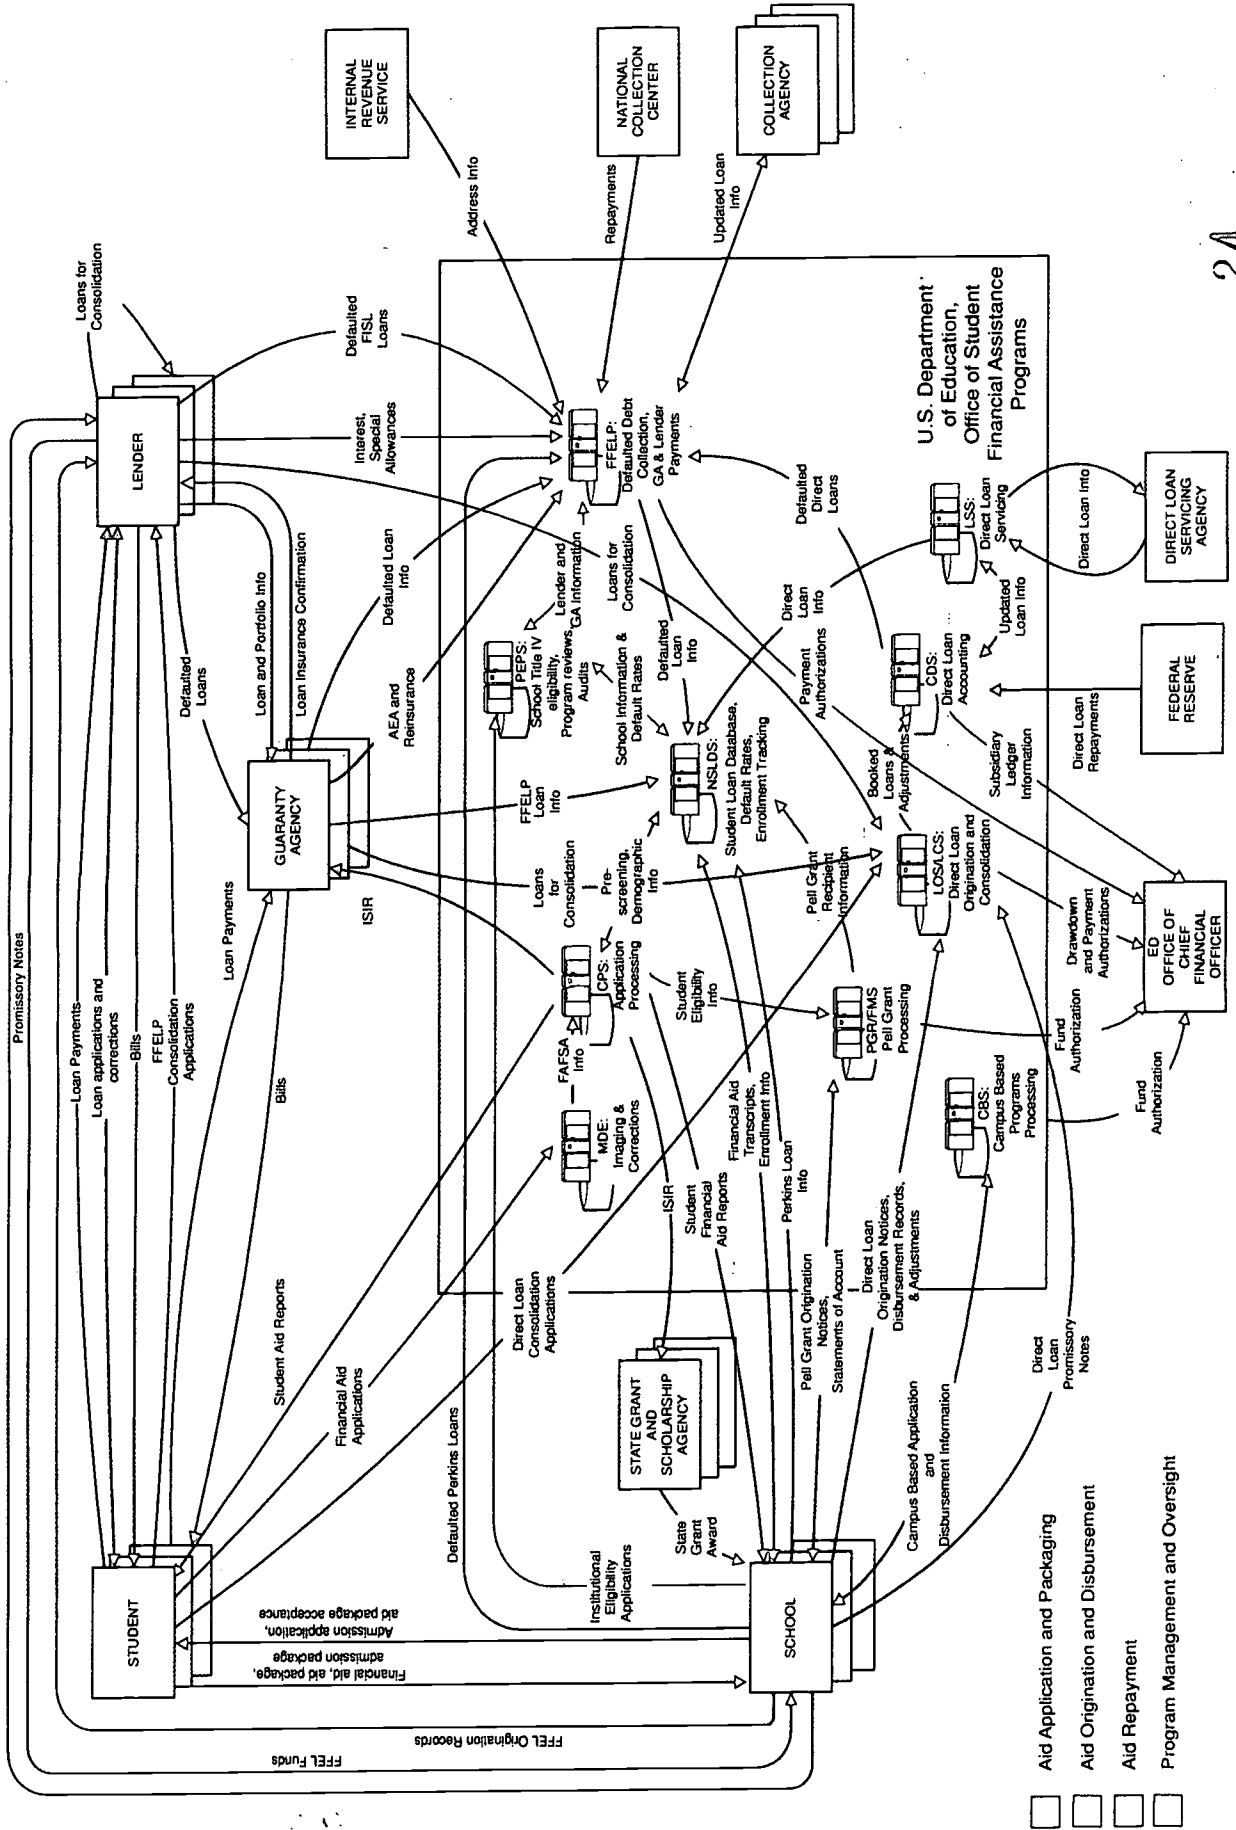 Promissory Notes
Loan Payments
Loan applications and
corrections
Bills
FFELP
Consolidation
Applications
Loan Payments
Bills
Defaulted
Loans
Loan and Portfolio Info
Loan Insurance Confirmation
Loans for
Consolidation
STUDENT
LENDER
GUARANTY
AGENCY
INTERNAL
REVENUE
SERVICE
NATIONAL
COLLECTION
CENTER
COLLECTION
AGENCY
Address Info
Repayments
Updated Loan
Info
Defaulted
FISL
Loans
Interest,
Special
Allowances
Defaulted Loan
Info
AEA and
Reinsurance
FFELP
Loan
Info
Loans
for
Consolidation
ISIR
Student Aid Reports
Financial Aid
Applications
Direct Loan
Consolidation
Applications
Defaulted Perkins Loans
Institutional
Eligibility
Applications
Admission application,
aid package acceptance
Financial aid, aid package,
admission package
FFEL Origination Records
FFEL Funds
FFELP:
Defaulted Debt
Collection,
GA & Lender
Payments
PEPS:
School Title IV
eligibility,
Program reviews,
Audits
Lender and
GA Information
Loans for
Consolidation
School Information &
Default Rates
Defaulted
Loan
Info
NSLDS:
Student Loan Database,
Default Rates,
Enrollment Tracking
Pre-
screening,
Demographic
Info
CPS:
Application
Processing
FAFSA
Info
MDE:
Imaging &
Corrections
Student
Eligibility
Info
ISIR
Student
Financial
Aid Reports
Financial Aid
Transcripts,
Enrollment Info
Perkins Loan
Info
Pell Grant
Recipient
Information
PGR/FMS
Pell Grant
Processing
Direct
Loan
Info
Payment
Authorizations
Defaulted
Direct
Loans
Booked
Loans &
Adjustments
LOS/LCS:
Direct Loan
Origination and
Consolidation
CDS:
Direct Loan
Accounting
LSS:
Direct Loan
Servicing
Updated
Loan Info
Subsidiary
Ledger
Information
CBS:
Campus Based
Programs
Processing
U.S. Department
of Education,
Office of Student
Financial Assistance
Programs
Direct Loan Info
DIRECT LOAN
SERVICING
AGENCY
Direct Loan
Repayments
FEDERAL
RESERVE
Drawdown
and Payment
Authorizations
Fund
Authorization
Fund
Authorization
ED
OFFICE OF
CHIEF
FINANCIAL
OFFICER
STATE GRANT
AND
SCHOLARSHIP
AGENCY
State
Grant
Award
SCHOOL
Pell Grant Origination
Notices,
Statements of Account
Direct Loan
Origination Notices,
Disbursement Records,
& Adjustments
Campus Based Application
and
Disbursement Information
Direct
Loan
Promissory
Notes
Aid Application and Packaging
Aid Origination and Disbursement
Aid Repayment
Program Management and Oversight